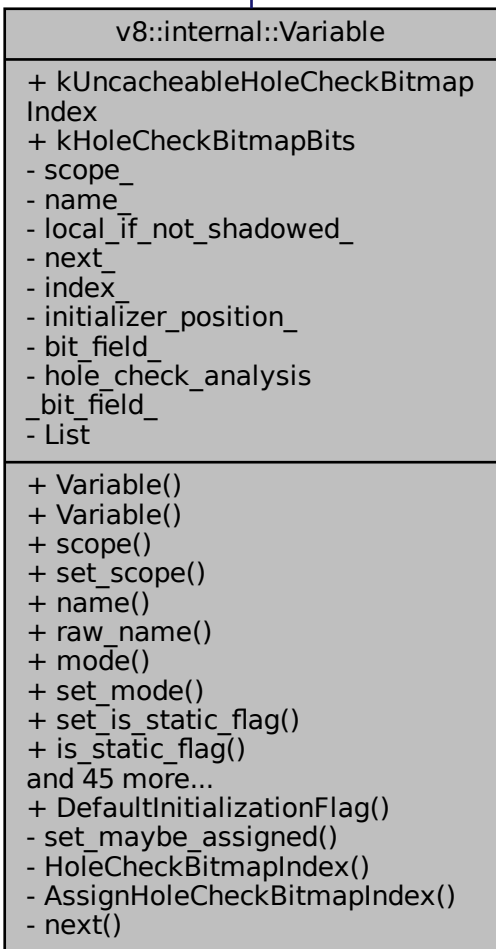 v8::internal::Variable
+ kUncacheableHoleCheckBitmap
Index
+ kHoleCheckBitmapBits
- scope_
- name_
- local_if_not_shadowed_
- next_
- index_
- initializer_position_
- bit_field_
- hole_check_analysis
_bit_field_
- List
+ Variable()
+ Variable()
+ scope()
+ set_scope()
+ name()
+ raw_name()
+ mode()
+ set_mode()
+ set_is_static_flag()
+ is_static_flag()
and 45 more...
+ DefaultInitializationFlag()
- set_maybe_assigned()
- HoleCheckBitmapIndex()
- AssignHoleCheckBitmapIndex()
- next()